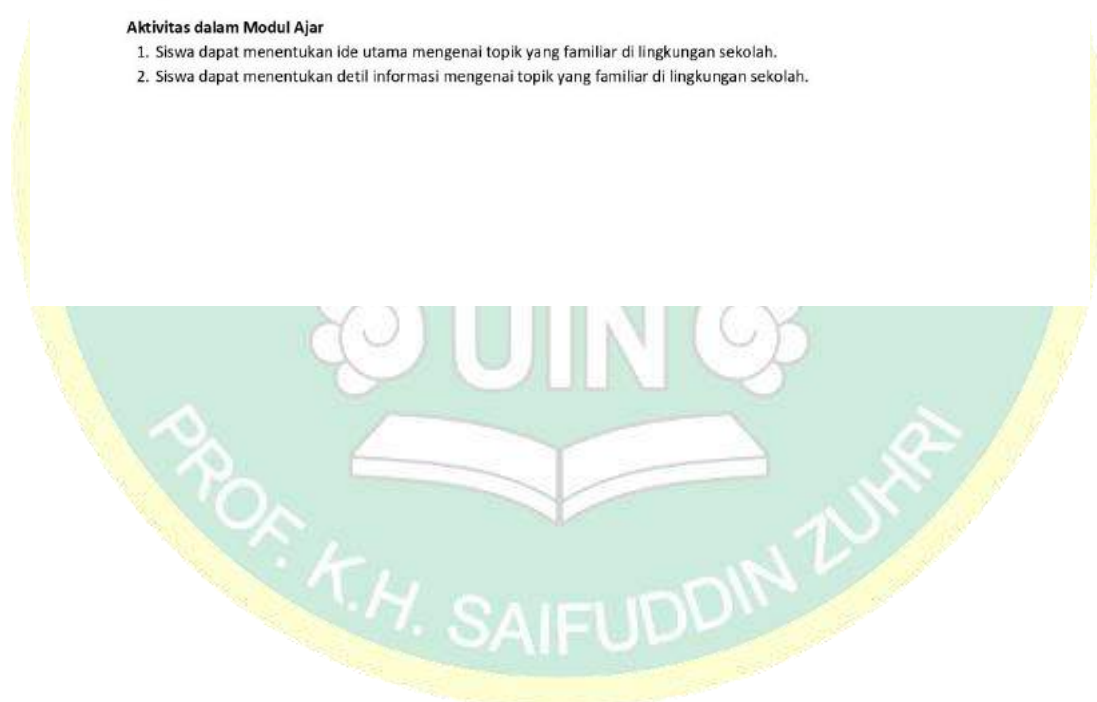 Aktivitas dalam Modul Ajar
1. Siswa dapat menentukan ide utama mengenai topik yang familiar di lingkungan sekolah.
2. Siswa dapat menentukan detil informasi mengenai topik yang familiar di lingkungan sekolah.
UIN
PROF. K.H. SAIFUDDIN ZUHRI